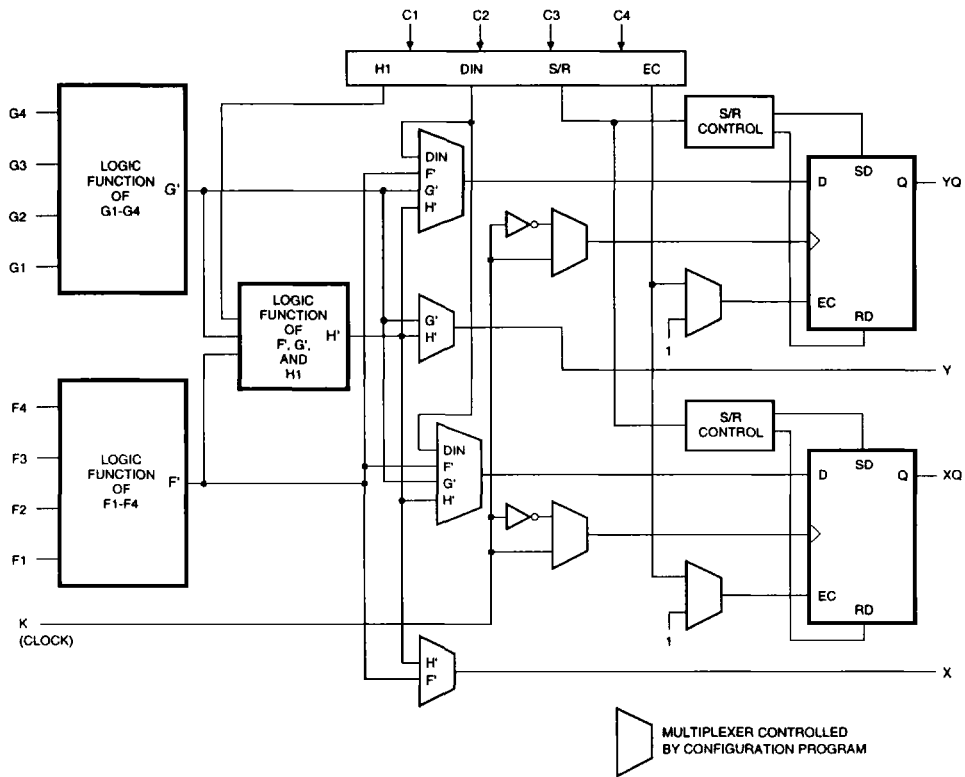 C1 C2 C3 C4
H1 DIN S/R EC
G4
G3
G2
G1
LOGIC
FUNCTION
OF
G1-G4
G'
DIN
F'
G'
H'
S/R
CONTROL
D
SD
Q
EC
RD
YQ
1
LOGIC
FUNCTION
OF
F', G',
AND
H1
H'
G'
H'
Y
F4
F3
F2
F1
LOGIC
FUNCTION
OF
F1-F4
F'
DIN
F'
G'
H'
S/R
CONTROL
D
SD
Q
EC
RD
XQ
1
K
(CLOCK)
H'
F'
X
MULTIPLEXER CONTROLLED
BY CONFIGURATION PROGRAM